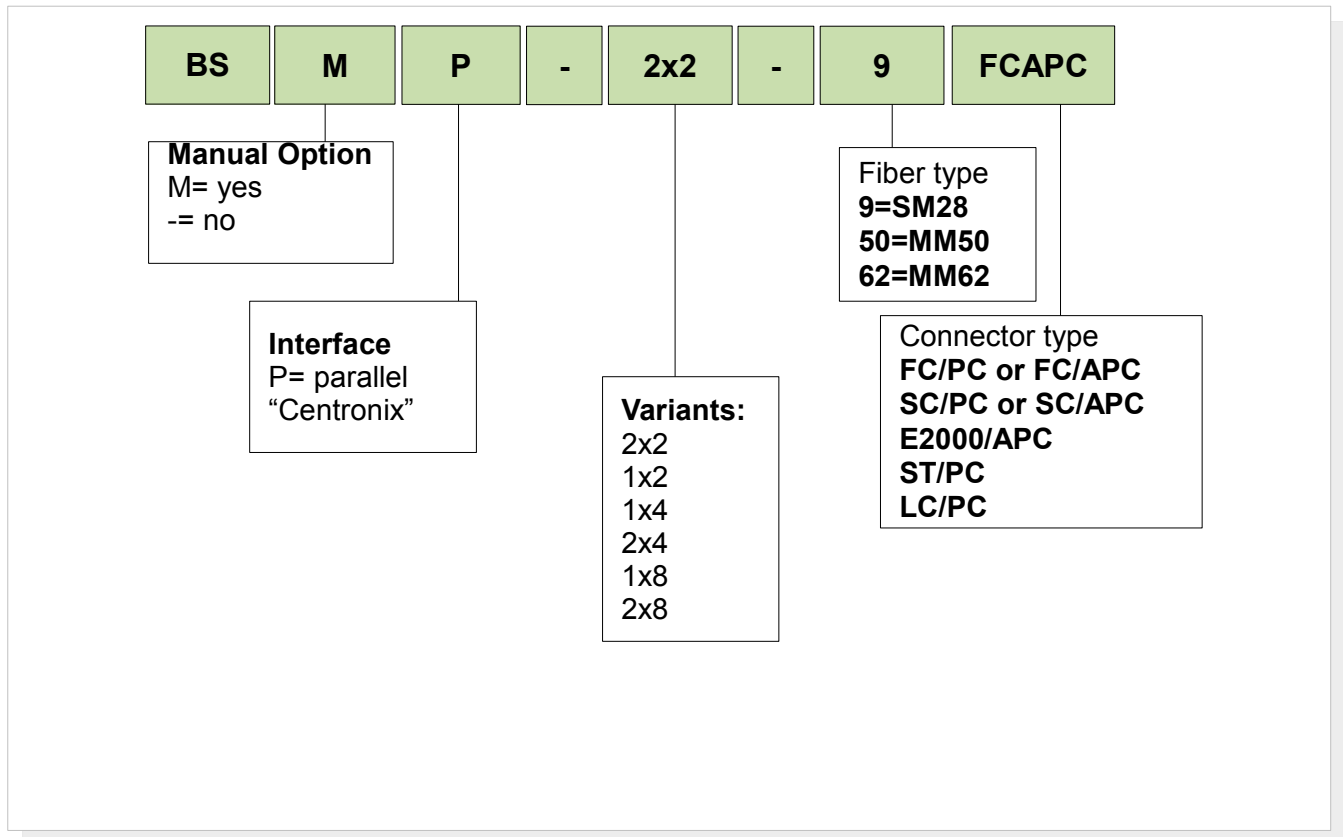 BS M P - 2x2 - 9 FCAPC
Manual Option
M= yes
-= no
Interface
P= parallel
“Centronix”
Variants:
2x2
1x2
1x4
2x4
1x8
2x8
Fiber type
9=SM28
50=MM50
62=MM62
Connector type
FC/PC or FC/APC
SC/PC or SC/APC
E2000/APC
ST/PC
LC/PC